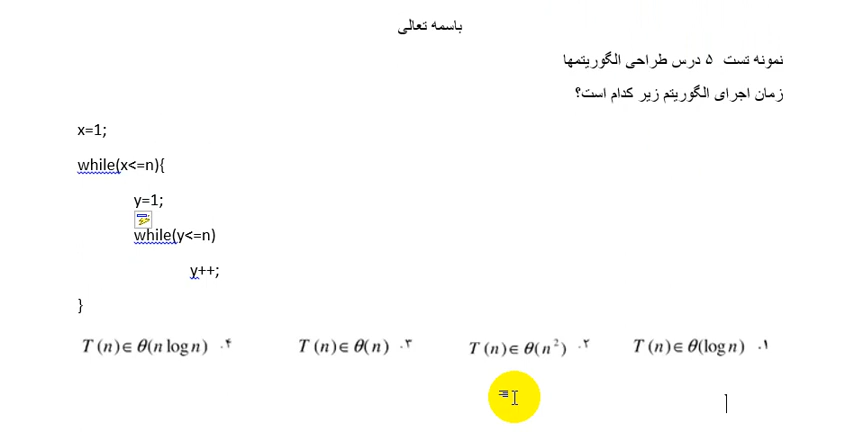 باسمه تعالی
نمونه تست ۵ درس طراحی الگوریتمها
زمان اجرای الگوریتم زیر کدام است؟
x=1;
while(x<=n){
y=1;
while(y<=n)
y++;
}
۱. T (n)∈ θ(log n) ۲. T (n)∈ θ(n²) ۳. T (n)∈ θ(n) ۴. T (n)∈ θ(n log n)